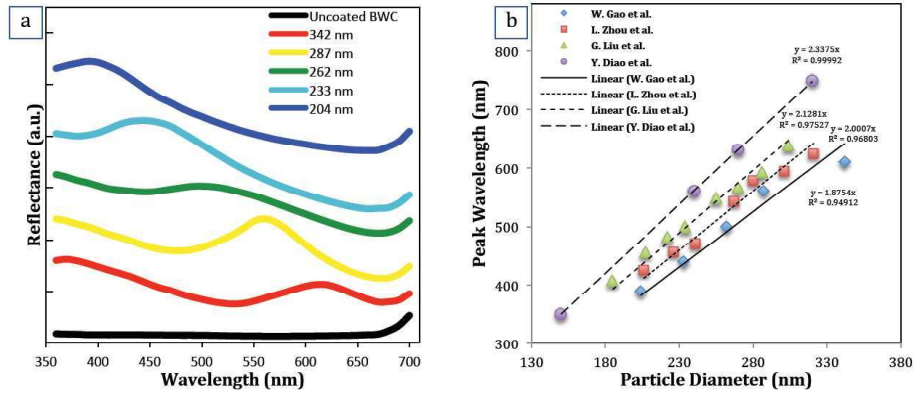 a
Uncoated BWC
342 nm
287 nm
262 nm
233 nm
204 nm
Reflectance (a.u.)
350 400 450 500 550 600 650 700
Wavelength (nm)
b
W. Gao et al.
L. Zhou et al.
G. Liu et al.
Y. Diao et al.
Linear (W. Gao et al.)
Linear (L. Zhou et al.)
Linear (G. Liu et al.)
Linear (Y. Diao et al.)
y = 2.3375x
R² = 0.99992
y = 2.1281x
R² = 0.97527
y = 2.0007x
R² = 0.96803
y = 1.8754x
R² = 0.94912
Peak Wavelength (nm)
800
700
600
500
400
300
130 180 230 280 330 380
Particle Diameter (nm)